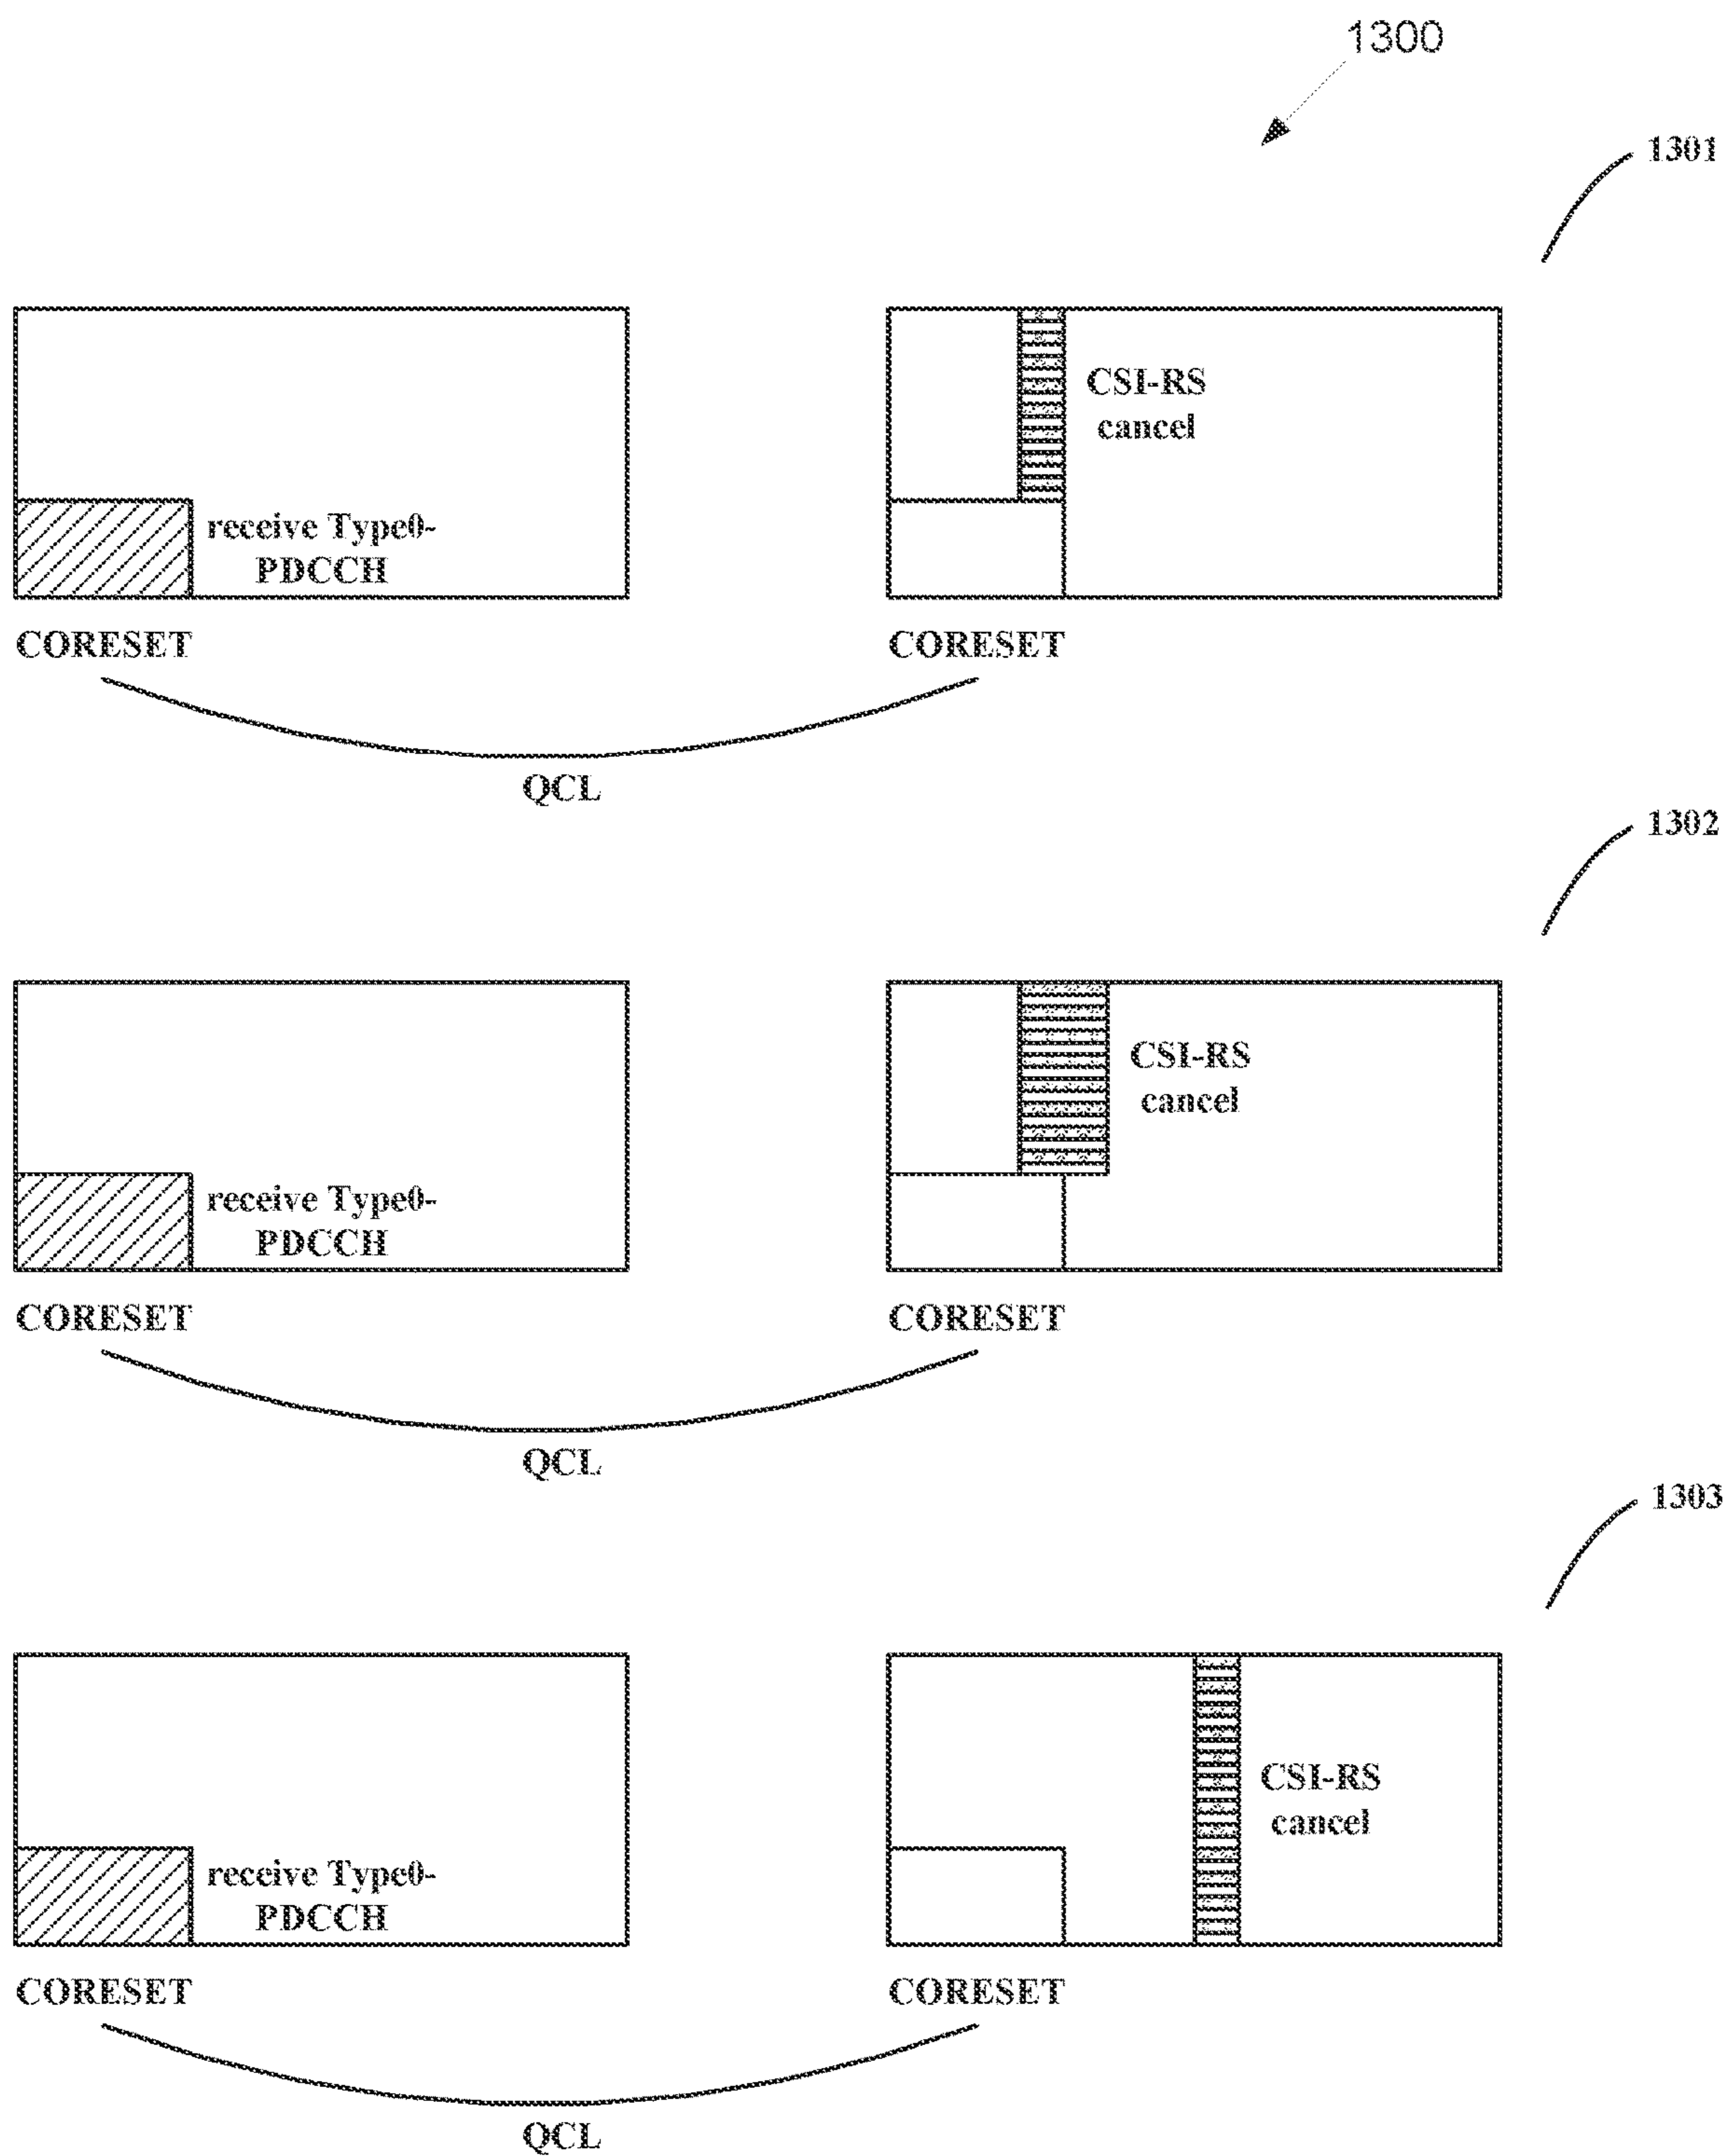 1300
1301
CSI-RS
cancel
receive Type0-
PDCCH
CORESET
CORESET
QCL
1302
CSI-RS
cancel
receive Type0-
PDCCH
CORESET
CORESET
QCL
1303
CSI-RS
cancel
receive Type0-
PDCCH
CORESET
CORESET
QCL